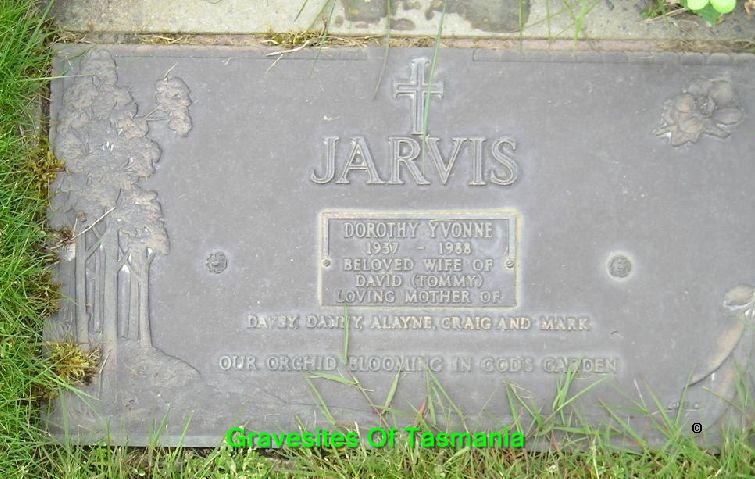 JARVIS
DOROTHY YVONNE
1937 - 1988
BELOVED WIFE OF
DAVID (TOMMY)
LOVING MOTHER OF
DANNY, ALAYNE, CRAIG AND MARK
OUR ORCHID BLOOMING IN GOD'S GARDEN
Gravesites Of Tasmania
©